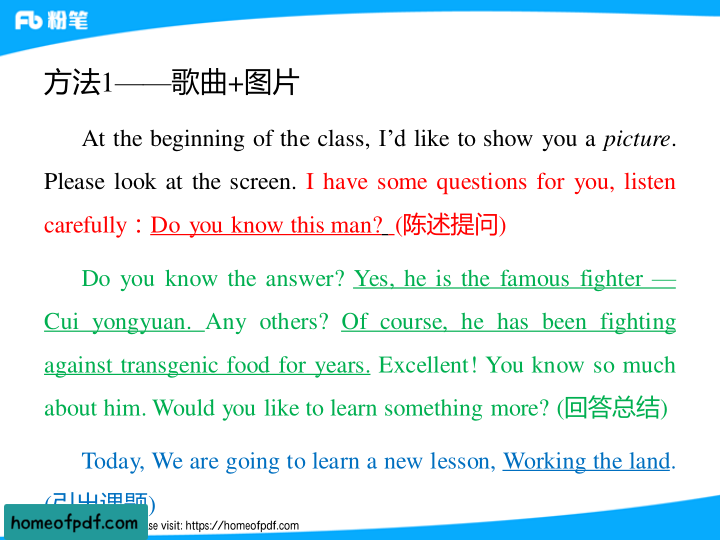 粉笔
方法1——歌曲+图片
At the beginning of the class, I’d like to show you a picture.
Please look at the screen. I have some questions for you, listen
carefully：Do you know this man? (陈述提问)
Do you know the answer? Yes, he is the famous fighter —
Cui yongyuan. Any others? Of course, he has been fighting
against transgenic food for years. Excellent! You know so much
about him. Would you like to learn something more? (回答总结)
Today, We are going to learn a new lesson, Working the land.
(引出课题)
homeofpdf.com
se visit: https://homeofpdf.com